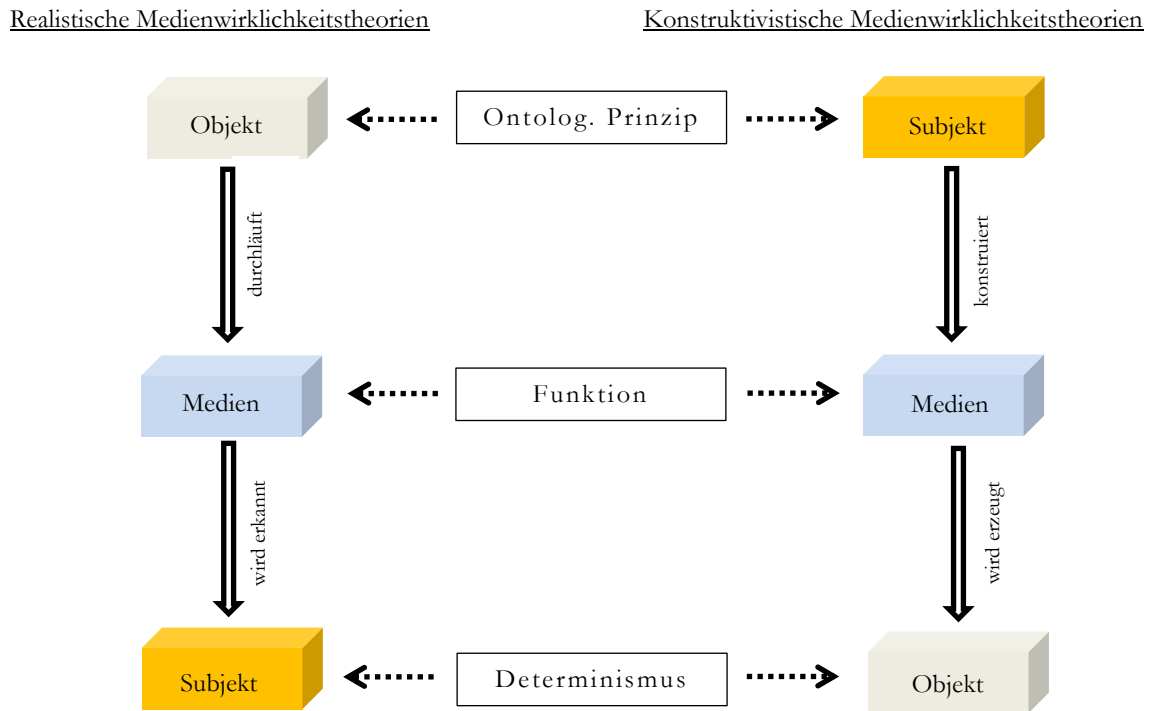 Realistische Medienwirklichkeitstheorien
Konstruktivistische Medienwirklichkeitstheorien
Objekt
Ontolog. Prinzip
Subjekt
durchläuft
konstruiert
Medien
Funktion
Medien
wird erkannt
wird erzeugt
Subjekt
Determinismus
Objekt